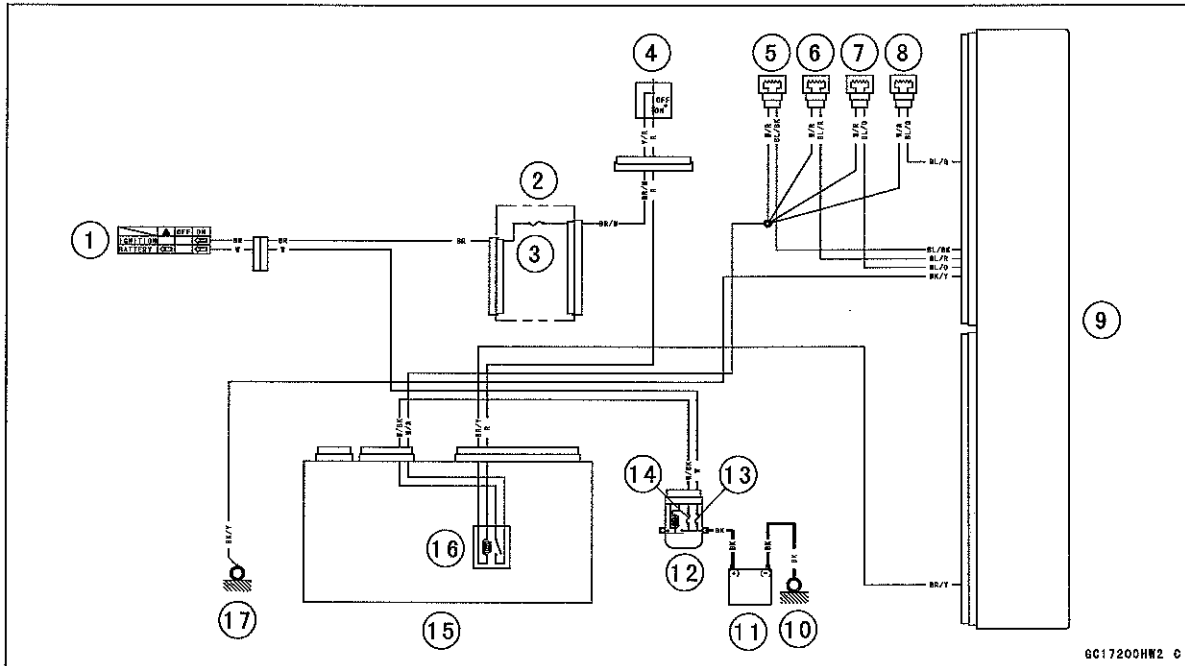 4
5
6
7
8
OFF
ON
Y/R
R
W/R
BL/BK
W/R
BL/R
W/R
BL/O
W/R
BL/G
2
BR/W
R
BL/G
1
OFF ON
IGNITION
BATTERY
BR
W
BR
W
BR
3
BR/W
BL/BK
BL/R
BL/O
BK/Y
9
W/BK
W/R
BR/Y
R
W/BK
W
14
13
BK/Y
16
BK
BK
BK
BK
(+)
(-)
BR/Y
12
17
15
11
10
GC17200HW2 C